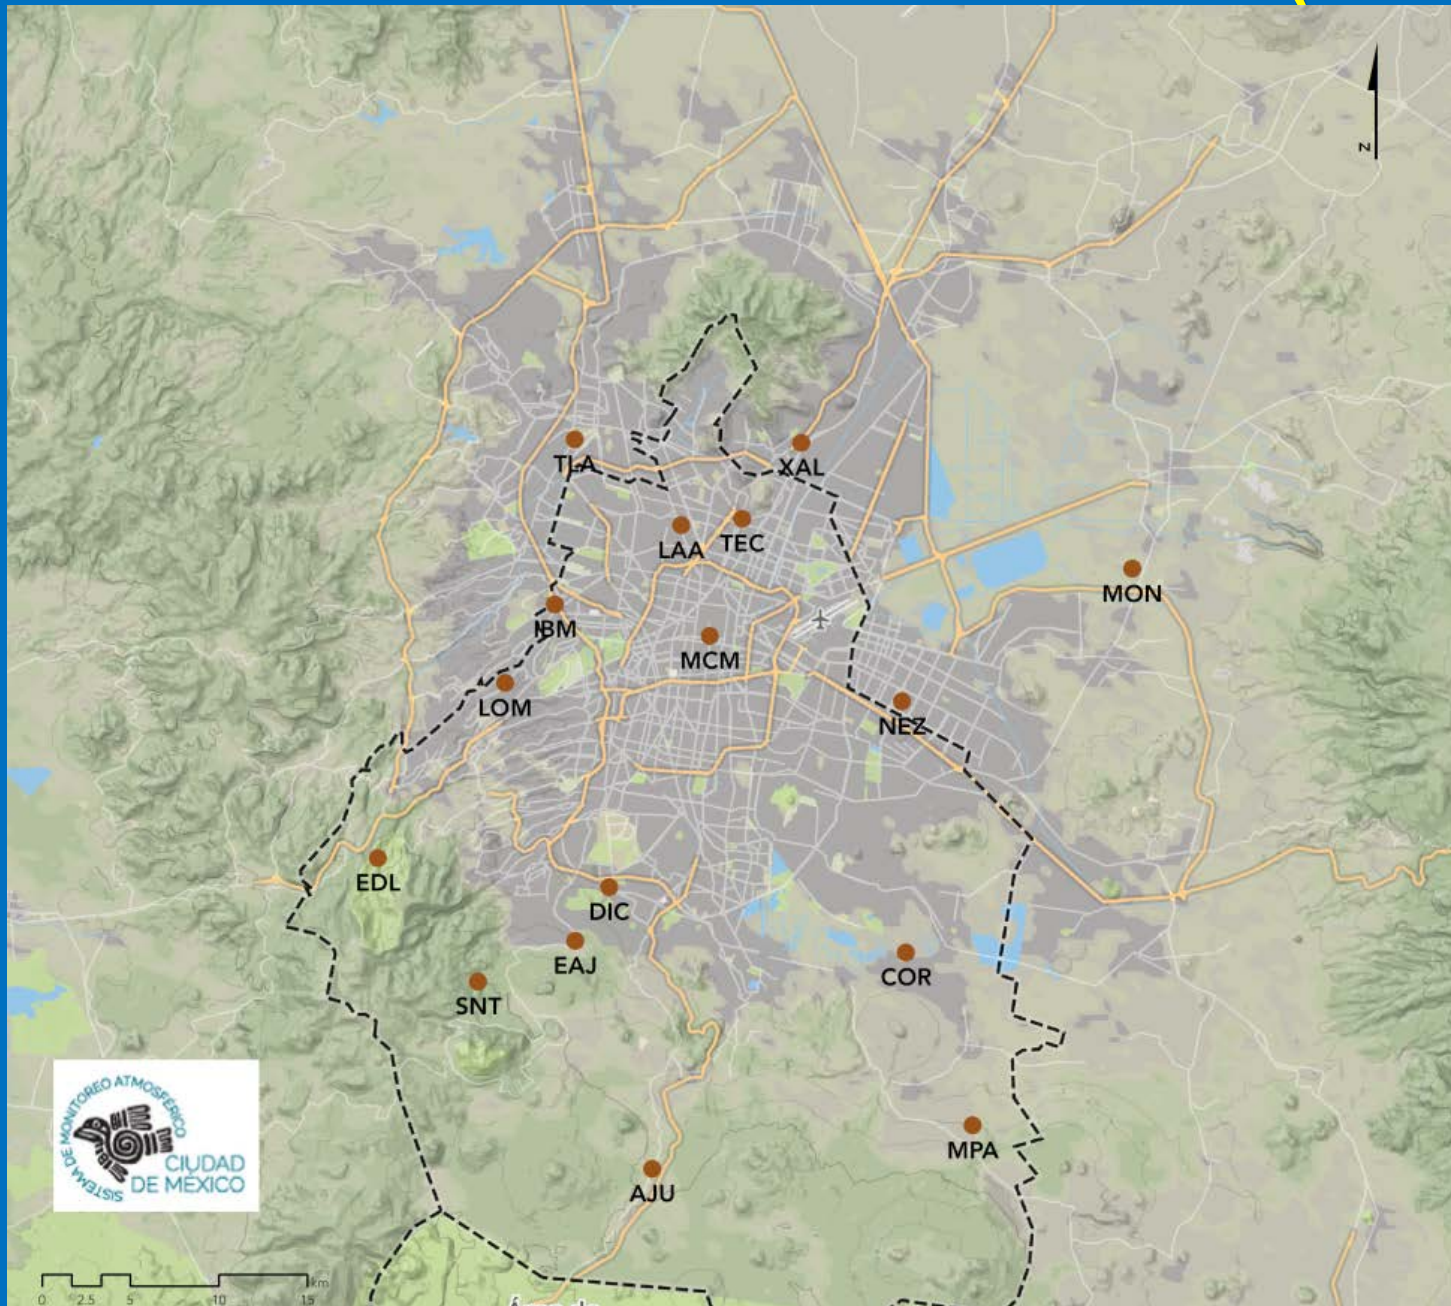 N
TLA
XAL
LAA
TEC
MON
IBM
MCM
LOM
NEZ
EDL
DIC
EAJ
COR
SNT
MPA
AJU
SISTEMA DE MONITOREO ATMOSFÉRICO
CIUDAD
DE MÉXICO
km
0 2.5 5 10 15